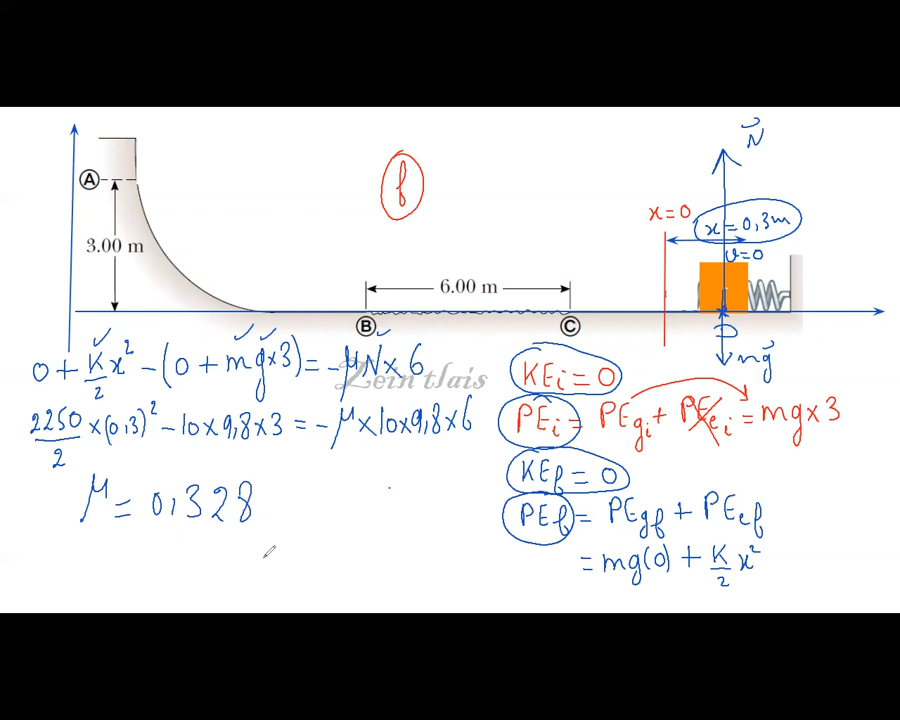 N⃗
f
x=0
x=0,3m
A
3.00 m
v=0
6.00 m
B
C
D
mg⃗
0 + K/2 x² - (0 + mg×3) = -μN×6
Zein tlais
2250/2 × (0,3)² - 10×9,8×3 = -μ×10×9,8×6
μ = 0,328
KEi = 0
PEi = PEgi + PEei = mg×3
KEf = 0
PEf = PEgf + PEef
= mg(0) + K/2 x²